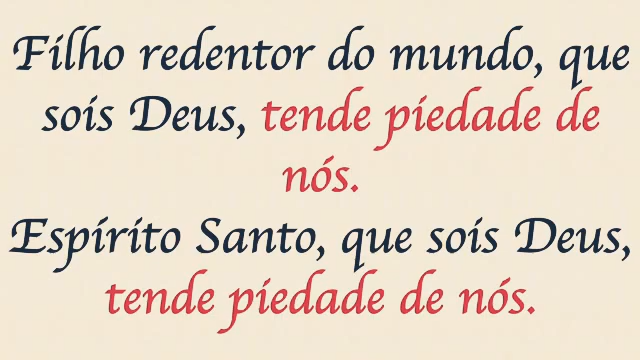 Filho redentor do mundo, que
sois Deus, tende piedade de
nós.
Espírito Santo, que sois Deus,
tende piedade de nós.